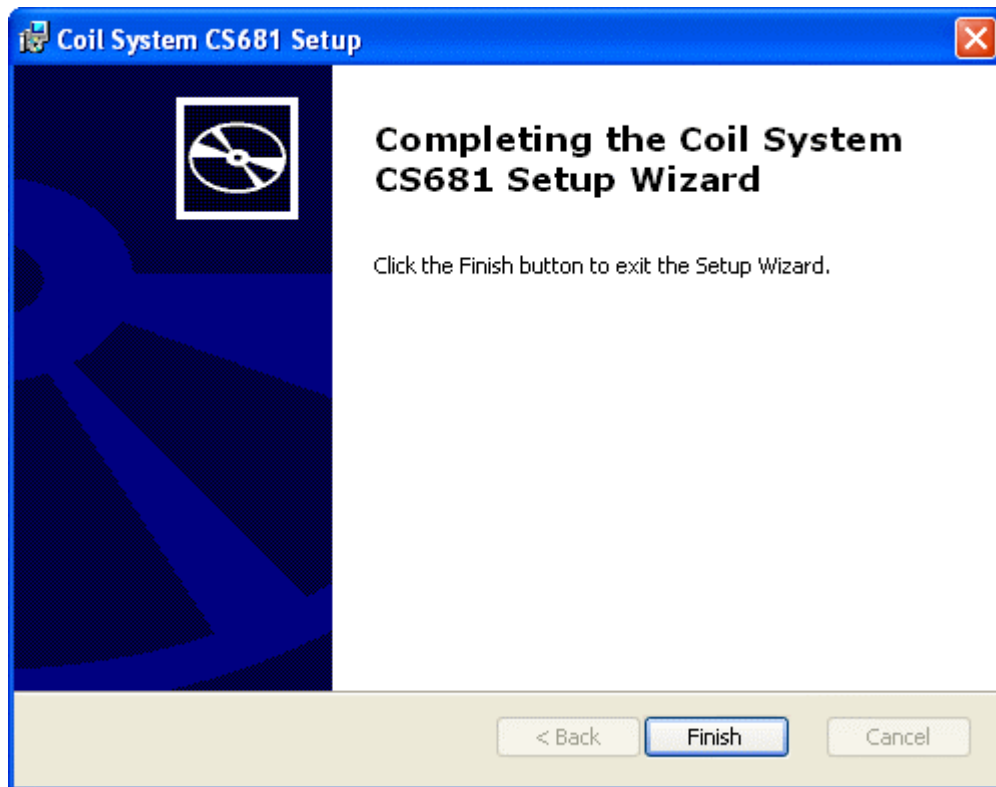 Coil System CS681 Setup
Completing the Coil System
CS681 Setup Wizard
Click the Finish button to exit the Setup Wizard.
< Back
Finish
Cancel